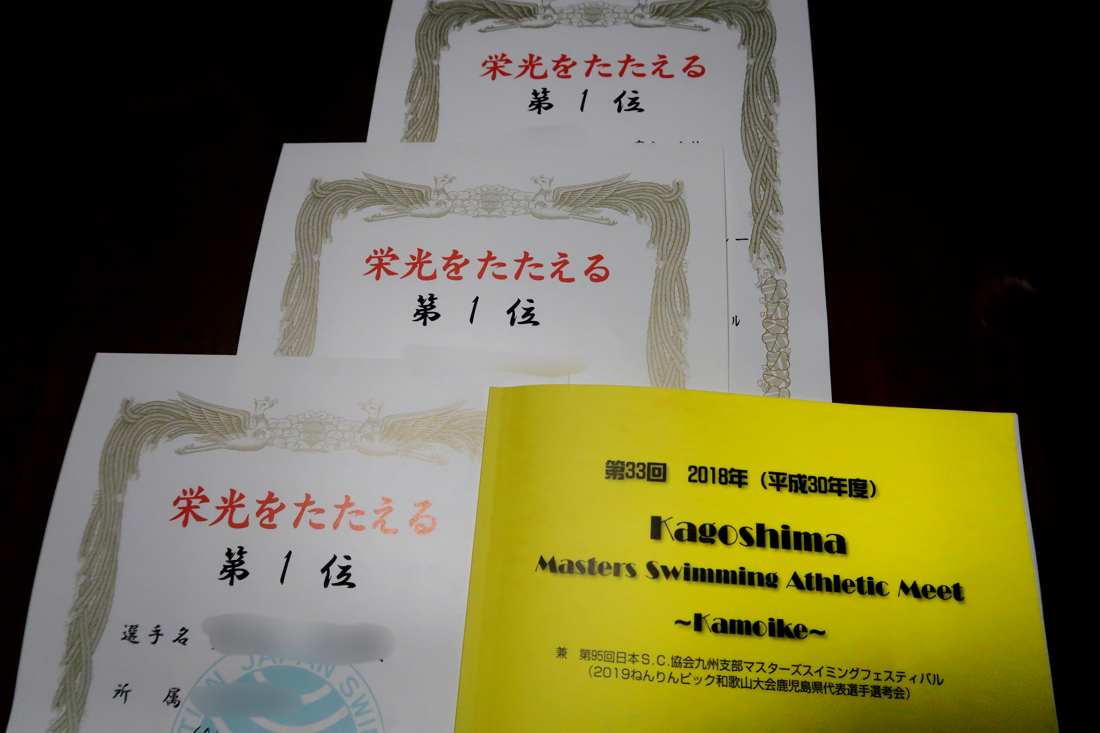 栄光をたたえる
第1位
栄光をたたえる
第1位
ー
ル
栄光をたたえる
第1位
選手名
所属
JAPAN SWIM
第33回 2018年（平成30年度）
Kagoshima
Masters Swimming Athletic Meet
~Kamoike~
兼 第95回日本S.C.協会九州支部マスターズスイミングフェスティバル
（2019ねんりんピック和歌山大会鹿児島県代表選手選考会）